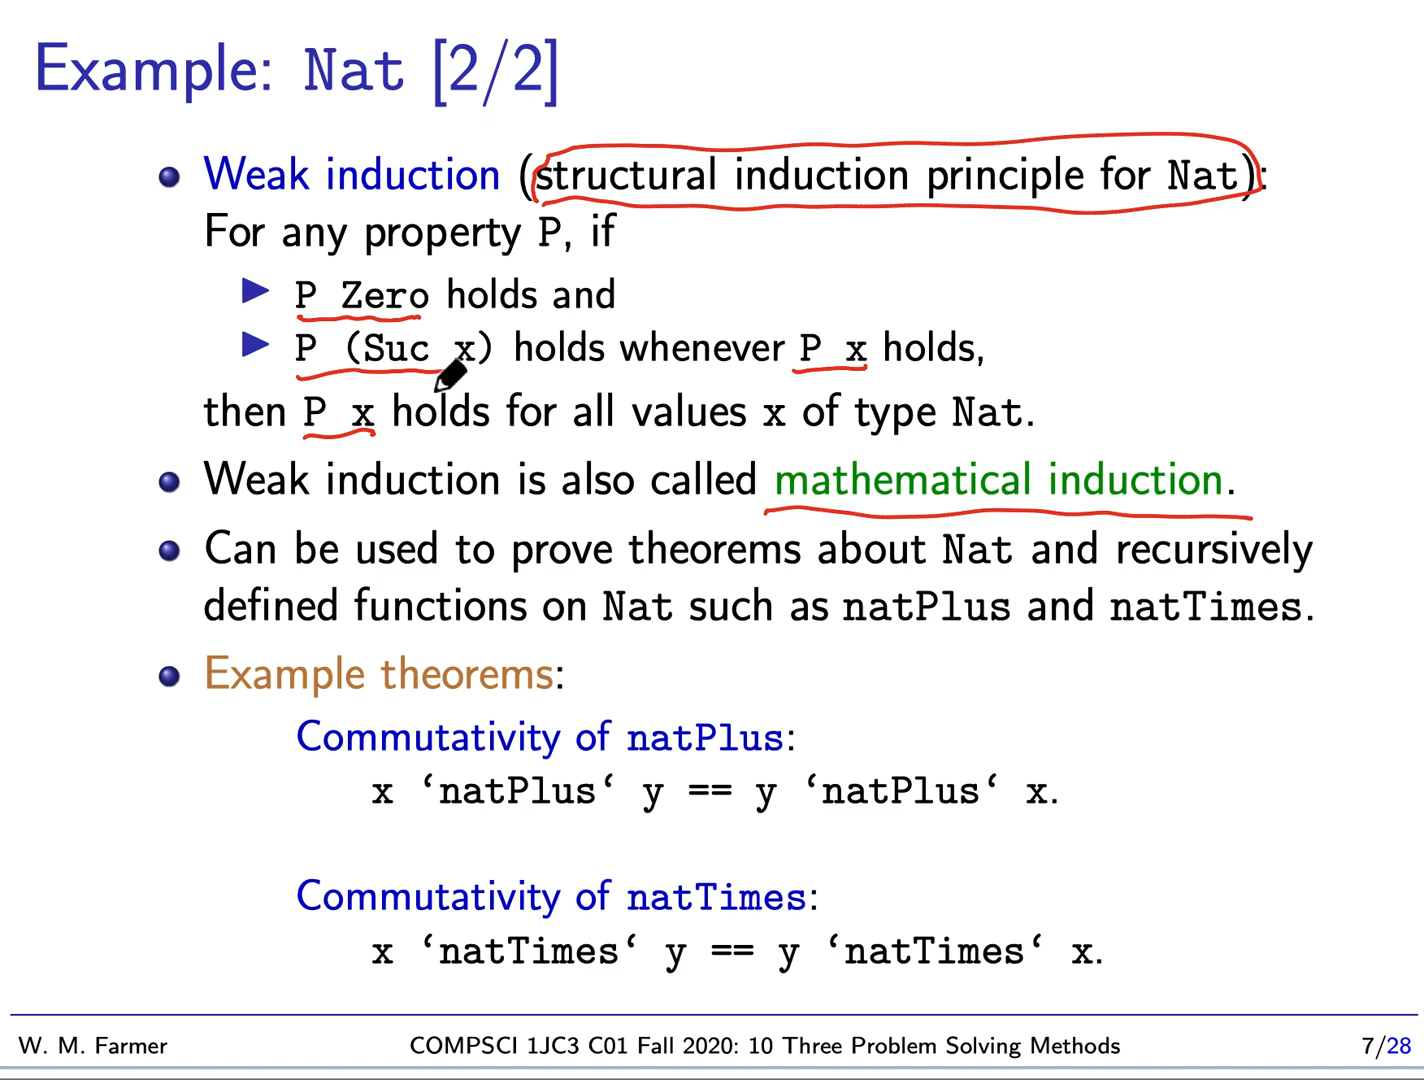 Example: Nat [2/2]
Weak induction (structural induction principle for Nat):
For any property P, if
P Zero holds and
P (Suc x) holds whenever P x holds,
then P x holds for all values x of type Nat.
Weak induction is also called mathematical induction.
Can be used to prove theorems about Nat and recursively
defined functions on Nat such as natPlus and natTimes.
Example theorems:
Commutativity of natPlus:
x ‘natPlus‘ y == y ‘natPlus‘ x.
Commutativity of natTimes:
x ‘natTimes‘ y == y ‘natTimes‘ x.
W. M. Farmer COMPSCI 1JC3 C01 Fall 2020: 10 Three Problem Solving Methods 7/28